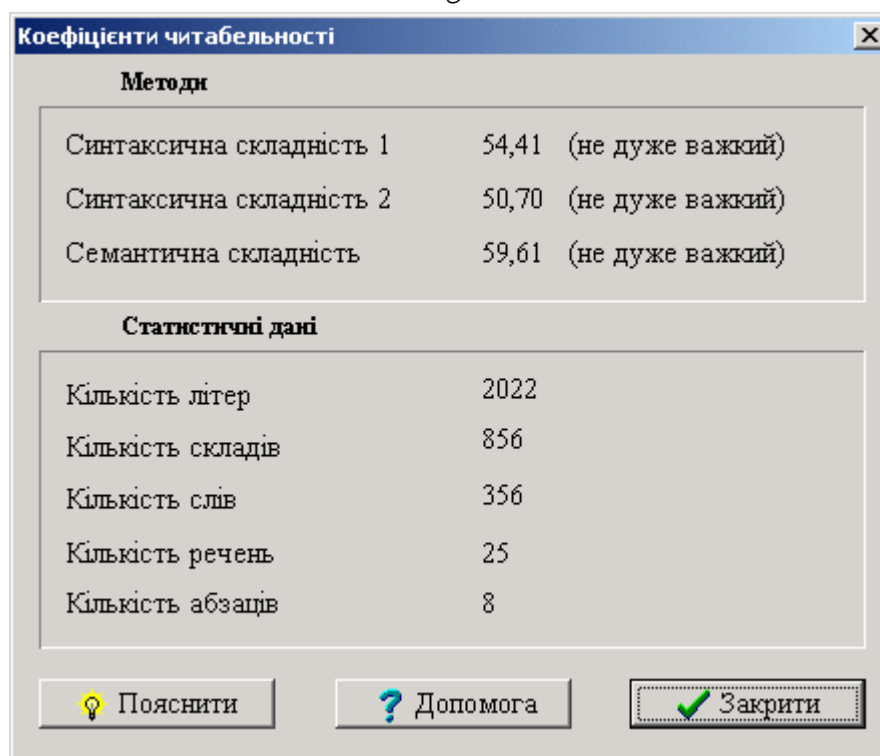 Коефіцієнти читабельності
Методи
Синтаксична складність 1 54,41 (не дуже важкий)
Синтаксична складність 2 50,70 (не дуже важкий)
Семантична складність 59,61 (не дуже важкий)
Статистичні дані
Кількість літер 2022
Кількість складів 856
Кількість слів 356
Кількість речень 25
Кількість абзаців 8
Пояснити ? Допомога Закрити